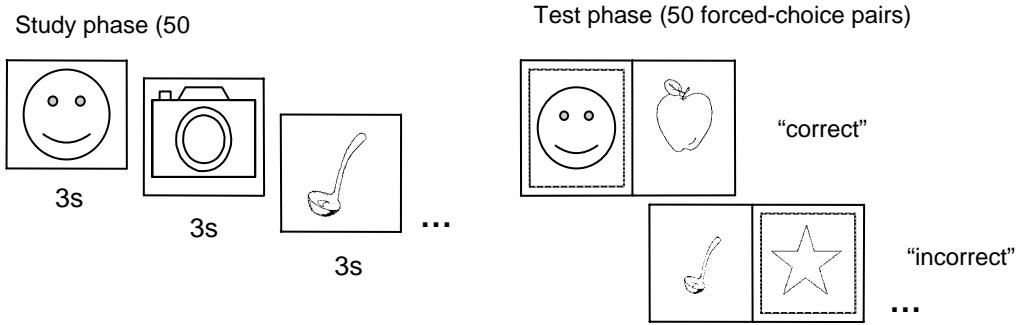 Study phase (50
3s
3s
3s
...
Test phase (50 forced-choice pairs)
“correct”
“incorrect”
...